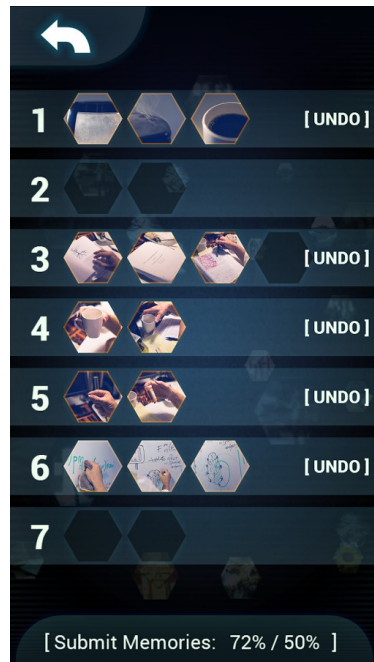 1 [ UNDO ]
2
3 [ UNDO ]
4 [ UNDO ]
5 [ UNDO ]
6 [ UNDO ]
7
[ Submit Memories: 72% / 50% ]